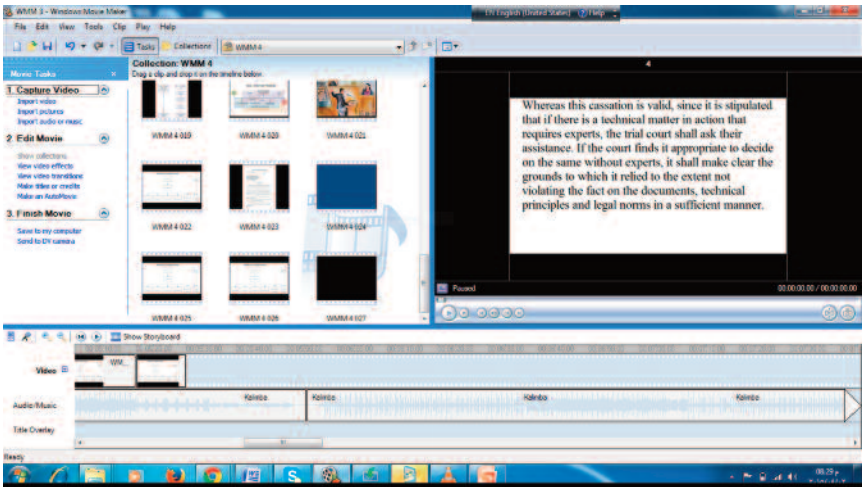 WMM 3 - Windows Movie Maker
EN English (United States) Help
File Edit View Tools Clip Play Help
Tasks Collections WMM 4
Movie Tasks
1. Capture Video
Import video
Import pictures
Import audio or music
2. Edit Movie
Show collections
View video effects
View video transitions
Make titles or credits
Make an AutoMovie
3. Finish Movie
Save to my computer
Send to DV camera
Collection: WMM 4
Drag a clip and drop it on the timeline below.
WMM 4 019 WMM 4 020 WMM 4 021
WMM 4 022 WMM 4 023 WMM 4 024
WMM 4 025 WMM 4 026 WMM 4 027
4
Whereas this cassation is valid, since it is stipulated
that if there is a technical matter in action that
requires experts, the trial court shall ask their
assistance. If the court finds it appropriate to decide
on the same without experts, it shall make clear the
grounds to which it relied to the extent not
violating the fact on the documents, technical
principles and legal norms in a sufficient manner.
Paused 00:00:00.00 / 00:00:00.00
Show Storyboard
Video WM...
Audio/Music Kalimba Kalimba Kalimba Kalimba
Title Overlay
Ready
08:29 م